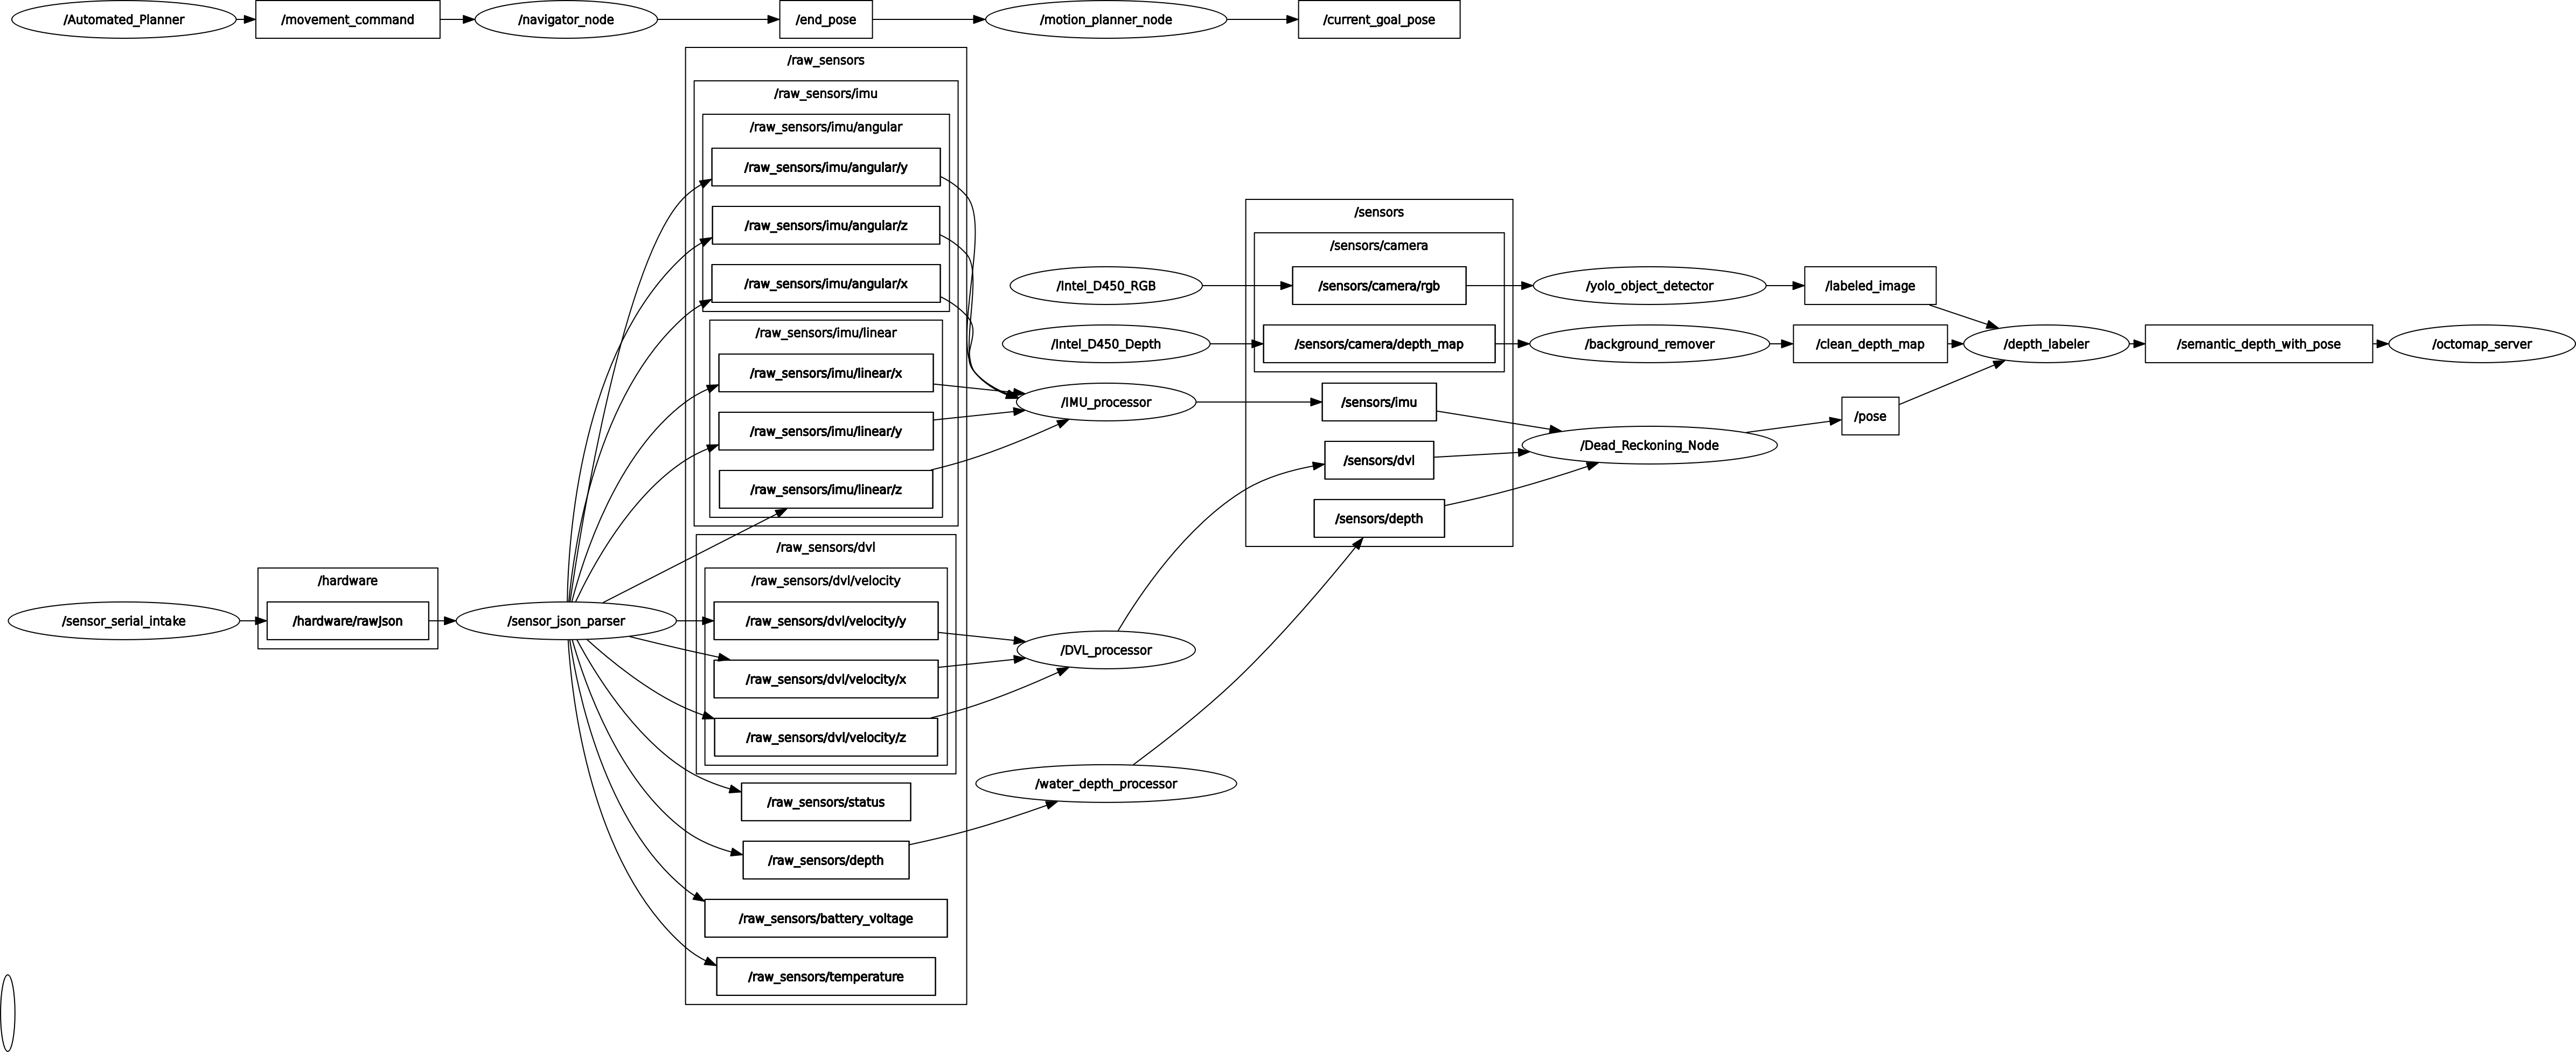 /Automated_Planner
/movement_command
/navigator_node
/end_pose
/motion_planner_node
/current_goal_pose
/raw_sensors
/raw_sensors/imu
/raw_sensors/imu/angular
/raw_sensors/imu/angular/y
/raw_sensors/imu/angular/z
/raw_sensors/imu/angular/x
/raw_sensors/imu/linear
/raw_sensors/imu/linear/x
/raw_sensors/imu/linear/y
/raw_sensors/imu/linear/z
/raw_sensors/dvl
/raw_sensors/dvl/velocity
/raw_sensors/dvl/velocity/y
/raw_sensors/dvl/velocity/x
/raw_sensors/dvl/velocity/z
/raw_sensors/status
/raw_sensors/depth
/raw_sensors/battery_voltage
/raw_sensors/temperature
/sensor_serial_intake
/hardware
/hardware/rawJson
/sensor_json_parser
/Intel_D450_RGB
/Intel_D450_Depth
/IMU_processor
/DVL_processor
/water_depth_processor
/sensors
/sensors/camera
/sensors/camera/rgb
/sensors/camera/depth_map
/sensors/imu
/sensors/dvl
/sensors/depth
/yolo_object_detector
/background_remover
/Dead_Reckoning_Node
/labeled_image
/clean_depth_map
/pose
/depth_labeler
/semantic_depth_with_pose
/octomap_server